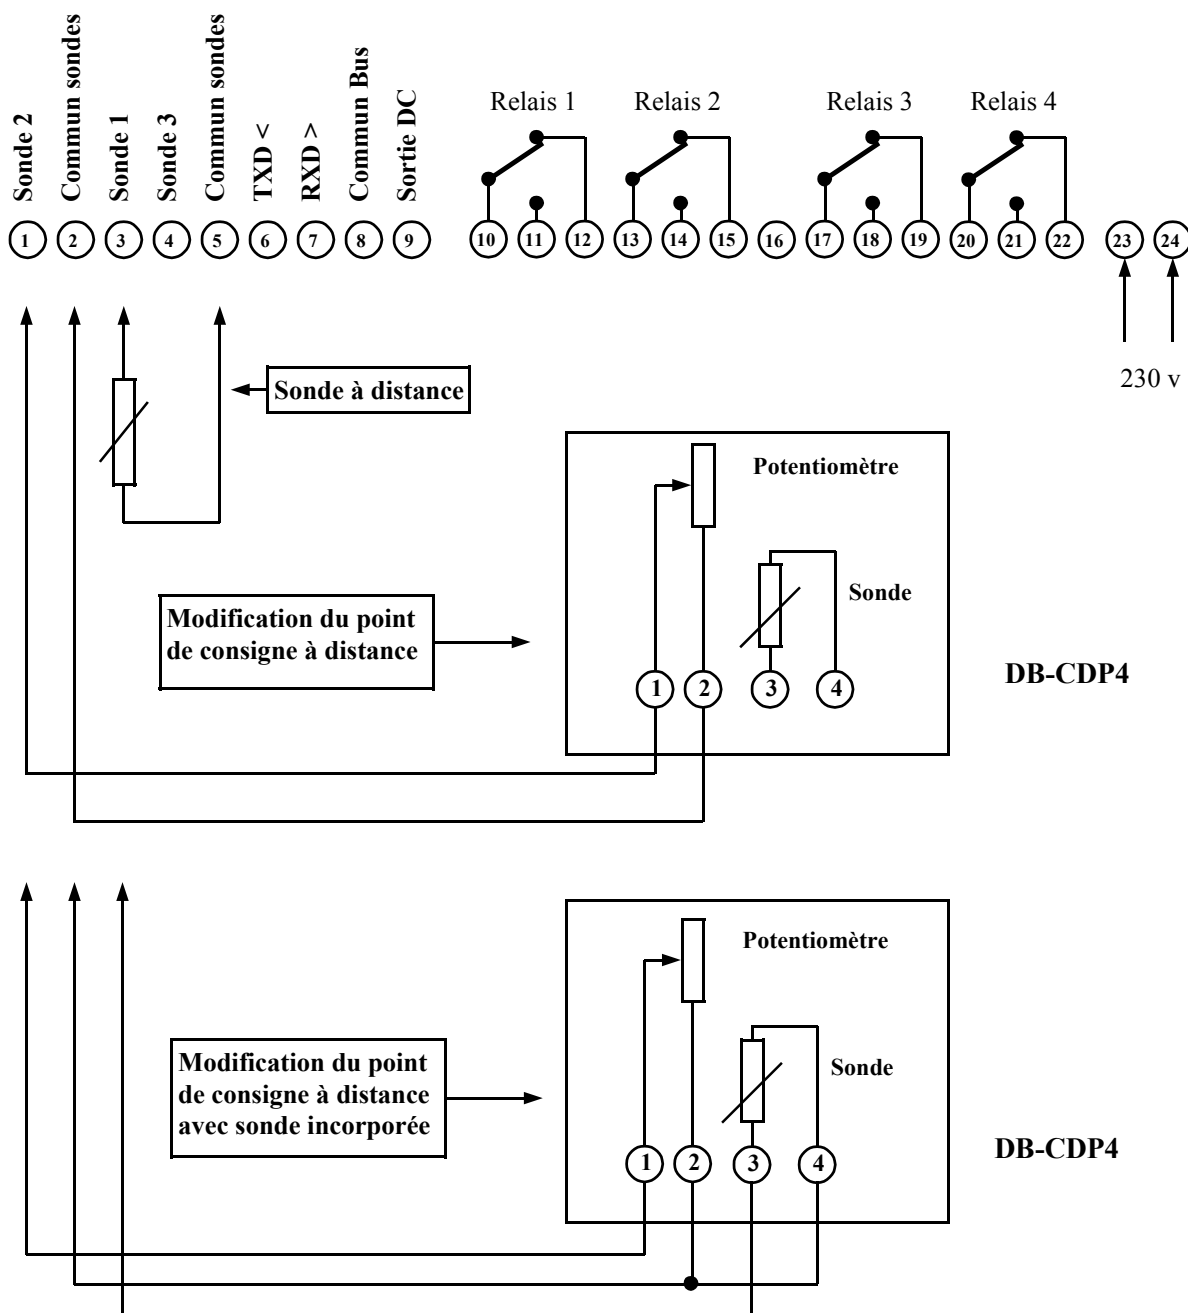 Sonde 2
Commun sondes
Sonde 1
Sonde 3
Commun sondes
TXD <
RXD >
Commun Bus
Sortie DC
Relais 1
Relais 2
Relais 3
Relais 4
1 2 3 4 5 6 7 8 9 10 11 12 13 14 15 16 17 18 19 20 21 22 23 24
230 v
Sonde à distance
Potentiomètre
Sonde
Modification du point
de consigne à distance
1 2 3 4
DB-CDP4
Potentiomètre
Sonde
Modification du point
de consigne à distance
avec sonde incorporée
1 2 3 4
DB-CDP4